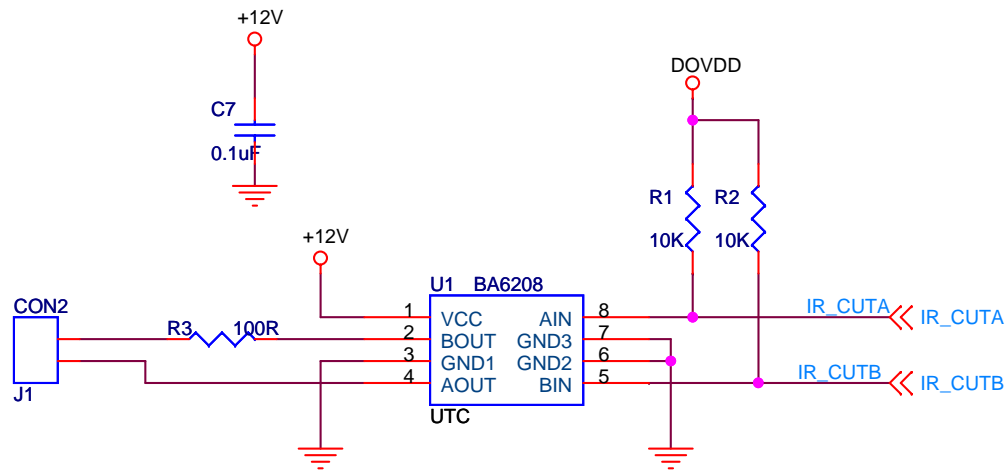 +12V
C7
0.1uF
DOVDD
R1
10K
R2
10K
+12V
U1 BA6208
CON2
R3 100R
J1
1 VCC
2 BOUT
3 GND1
4 AOUT
AIN 8
GND3 7
GND2 6
BIN 5
UTC
IR_CUTA IR_CUTA
IR_CUTB IR_CUTB